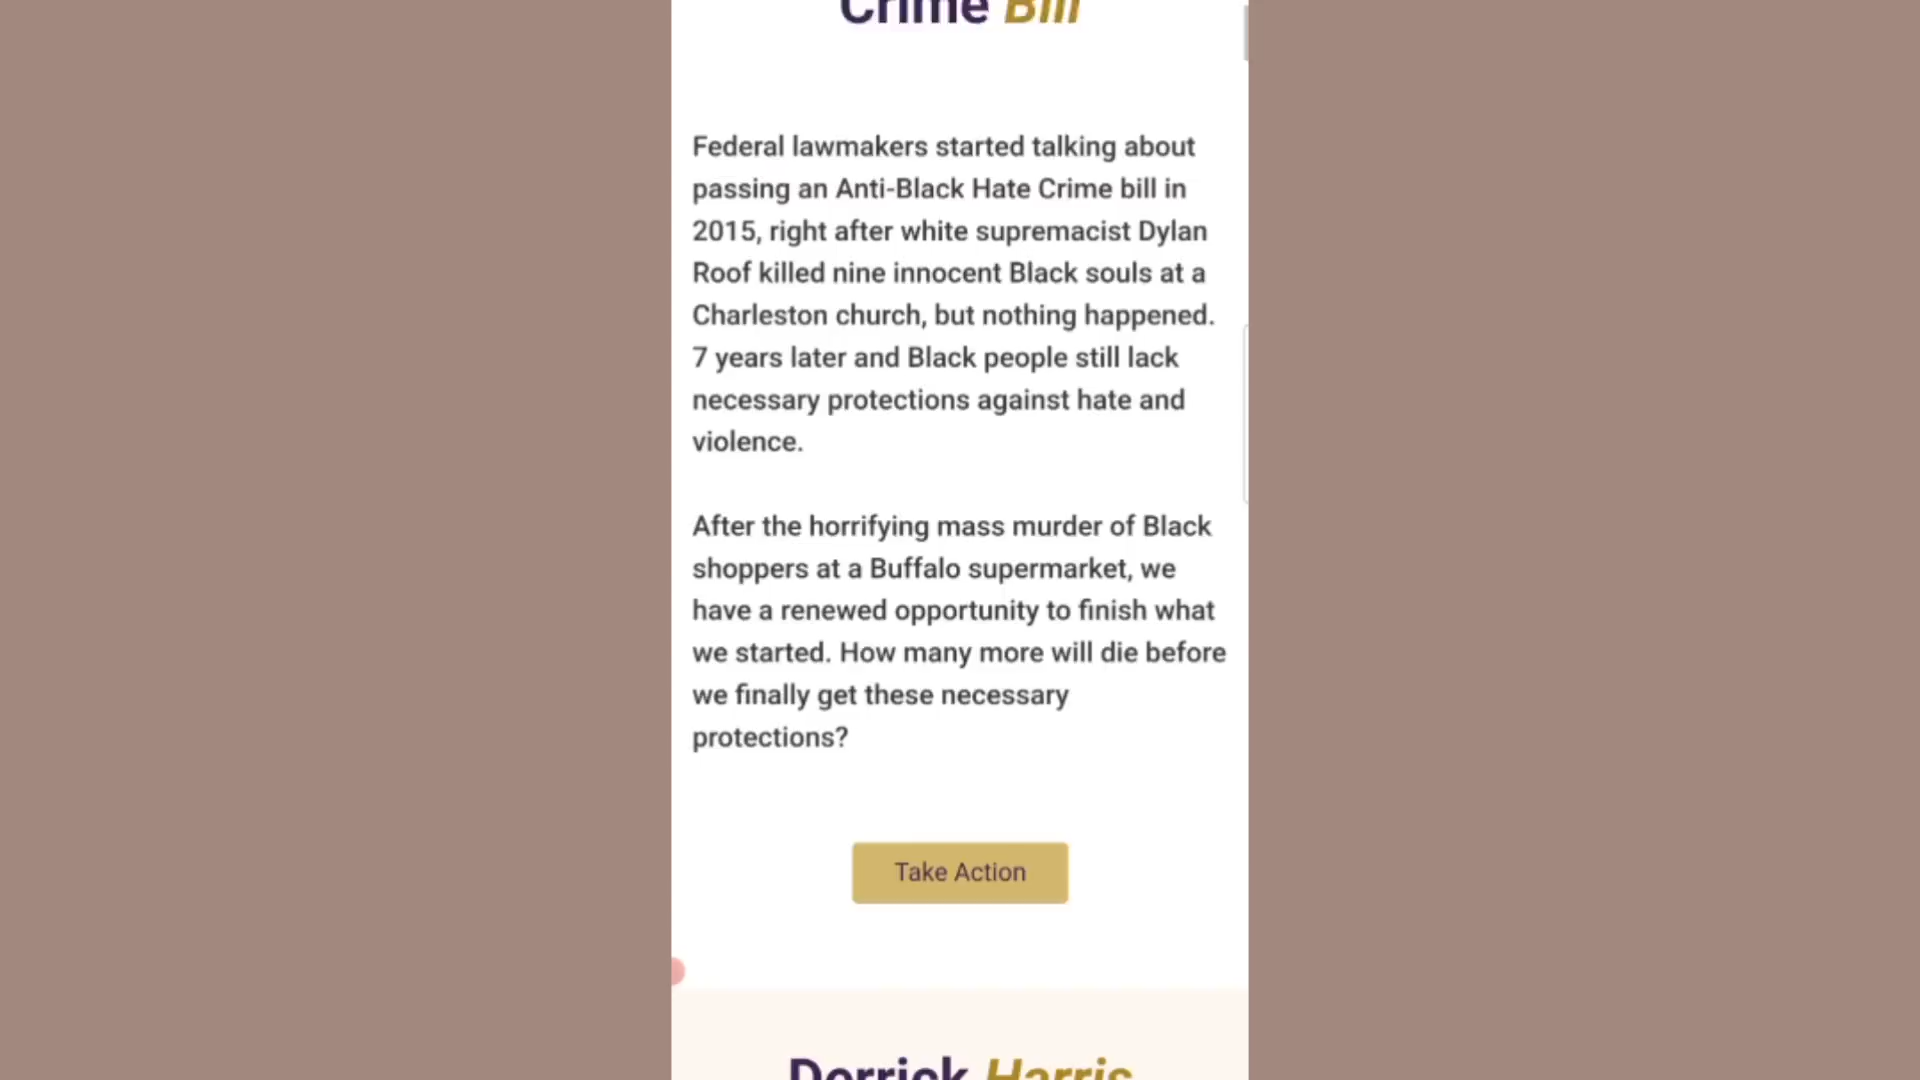 Crime Bill
Federal lawmakers started talking about
passing an Anti-Black Hate Crime bill in
2015, right after white supremacist Dylan
Roof killed nine innocent Black souls at a
Charleston church, but nothing happened.
7 years later and Black people still lack
necessary protections against hate and
violence.
After the horrifying mass murder of Black
shoppers at a Buffalo supermarket, we
have a renewed opportunity to finish what
we started. How many more will die before
we finally get these necessary
protections?
Take Action
Derrick Harris